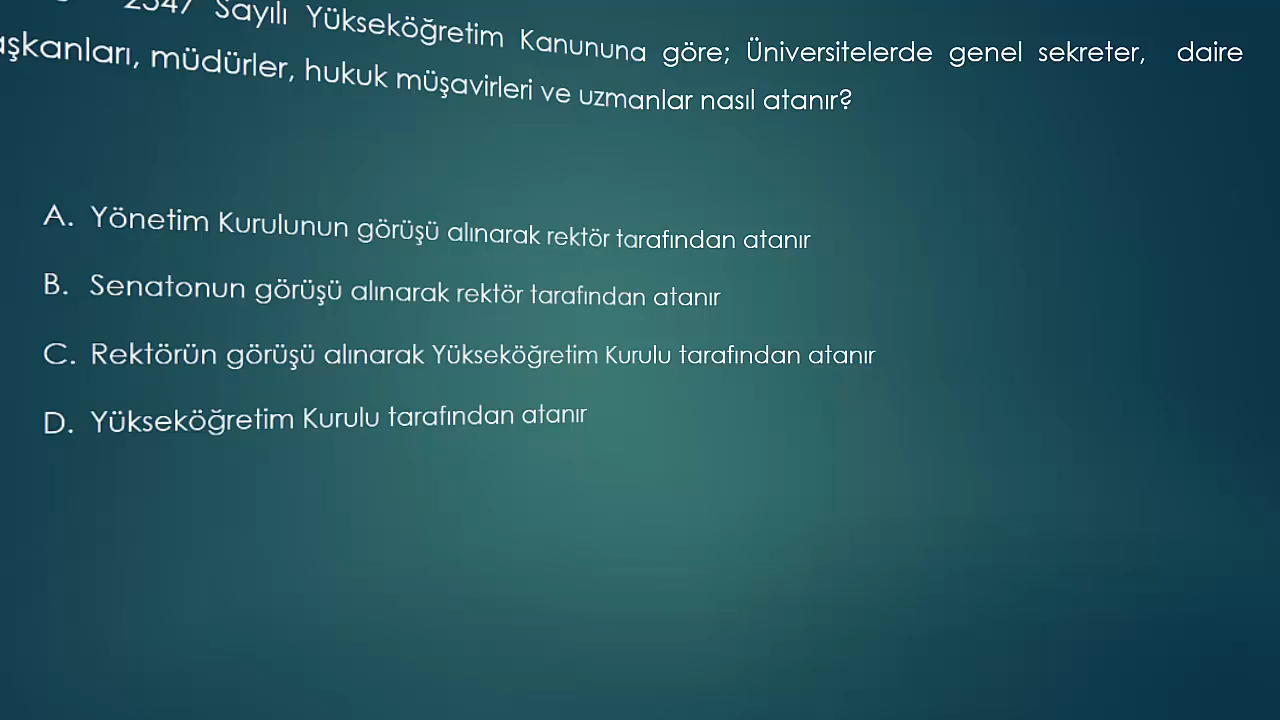 2547 Sayılı Yükseköğretim Kanununa göre; Üniversitelerde genel sekreter, daire
aşkanları, müdürler, hukuk müşavirleri ve uzmanlar nasıl atanır?
A. Yönetim Kurulunun görüşü alınarak rektör tarafından atanır
B. Senatonun görüşü alınarak rektör tarafından atanır
C. Rektörün görüşü alınarak Yükseköğretim Kurulu tarafından atanır
D. Yükseköğretim Kurulu tarafından atanır